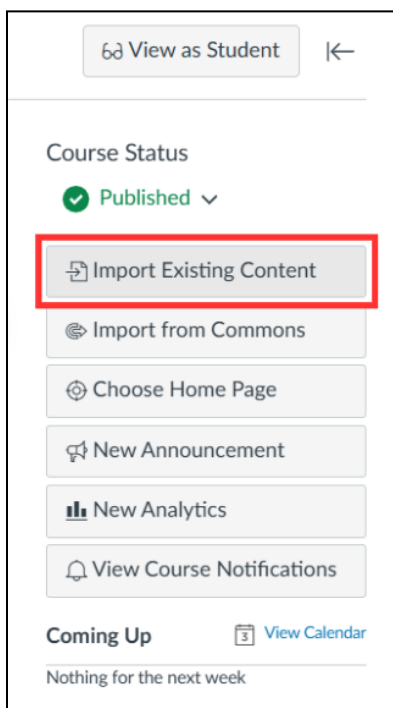 View as Student
Course Status
Published
Import Existing Content
Import from Commons
Choose Home Page
New Announcement
New Analytics
View Course Notifications
Coming Up
3
View Calendar
Nothing for the next week